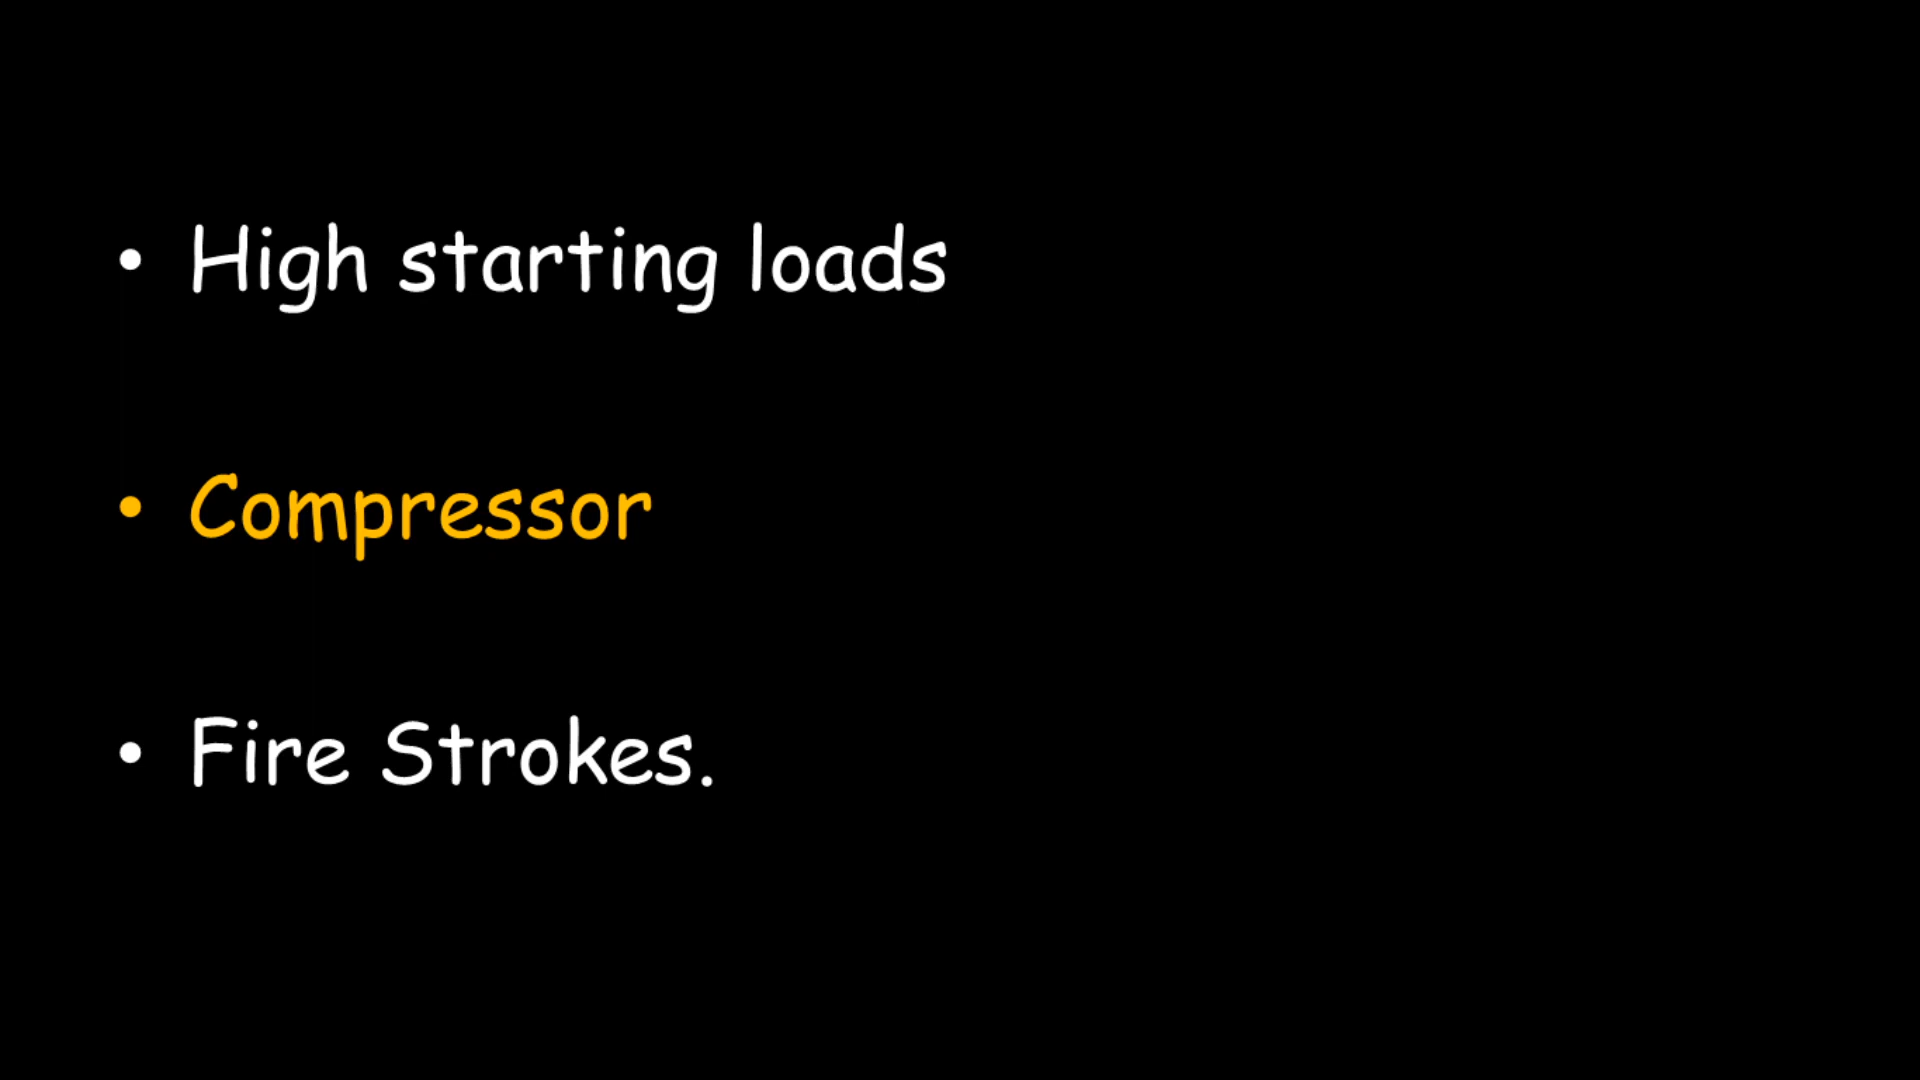 • High starting loads
• Compressor
• Fire Strokes.